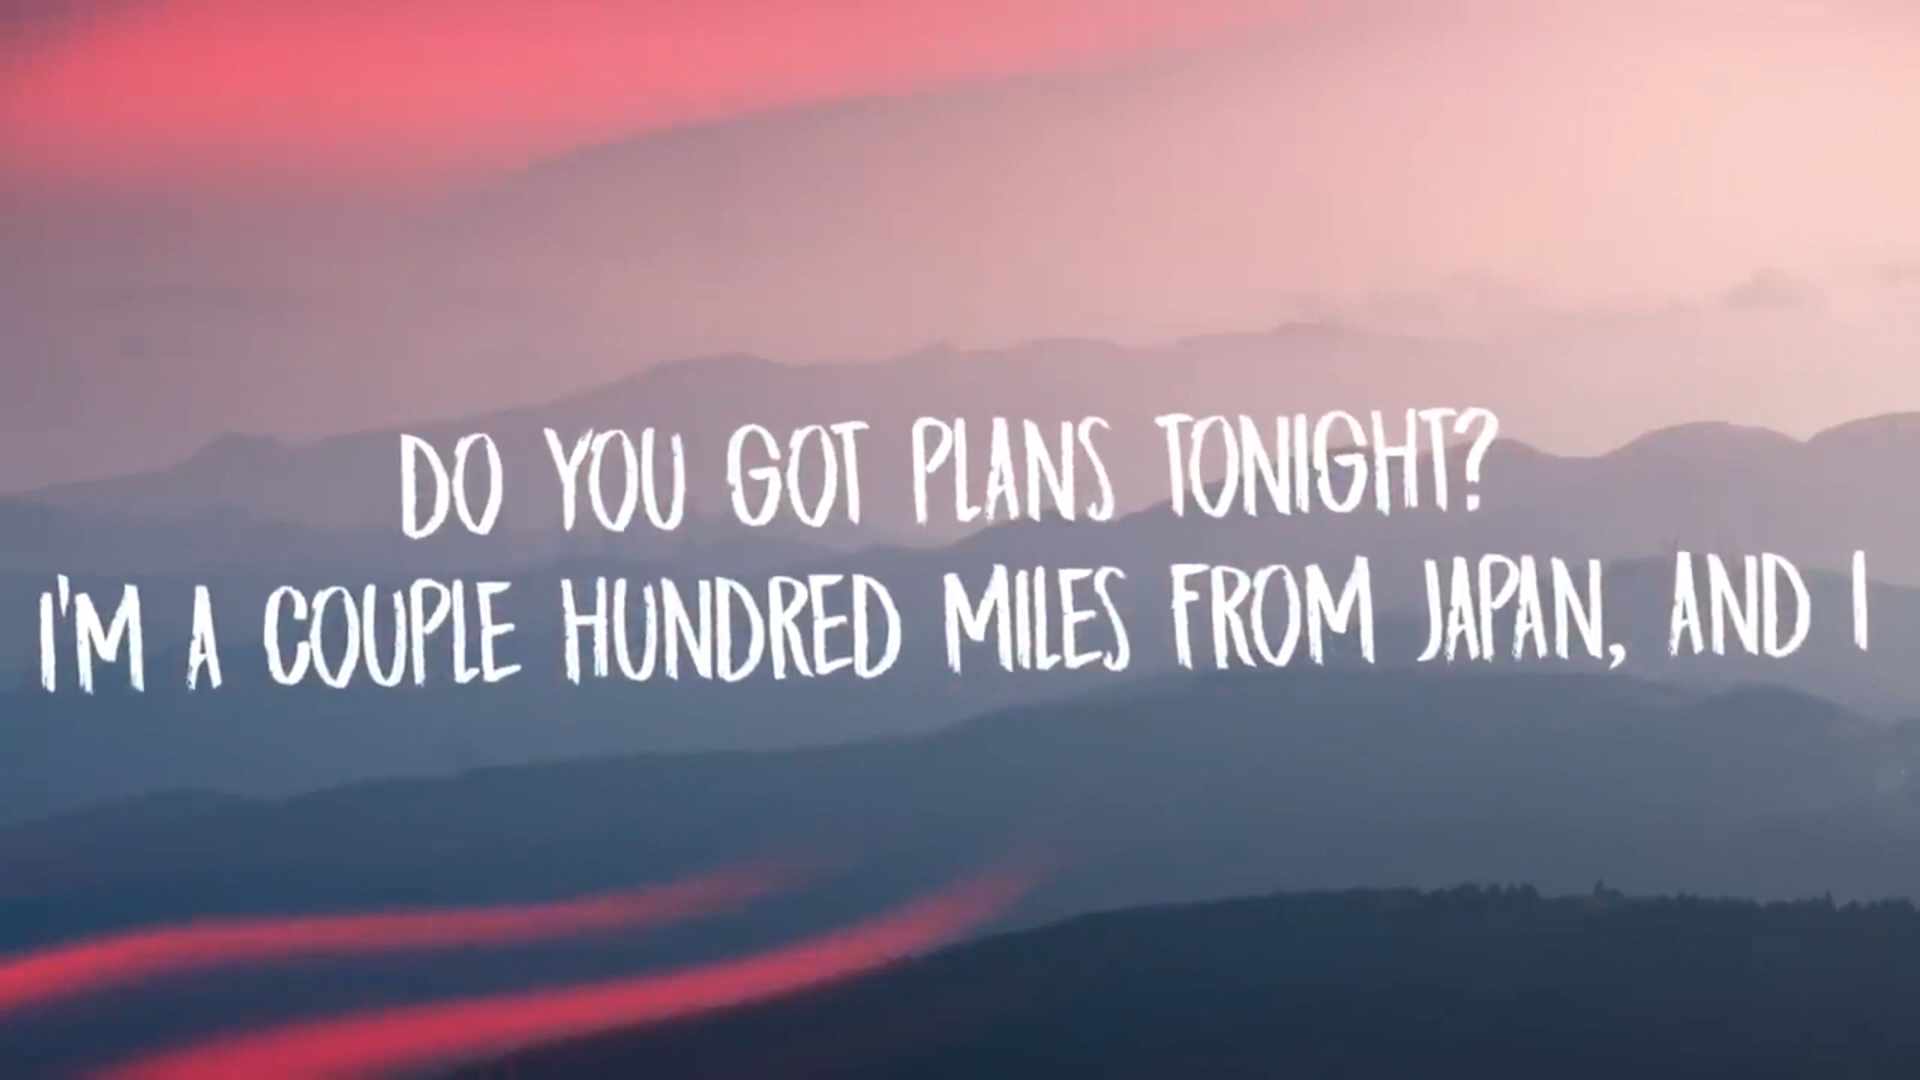 DO YOU GOT PLANS TONIGHT?
I'M A COUPLE HUNDRED MILES FROM JAPAN, AND I